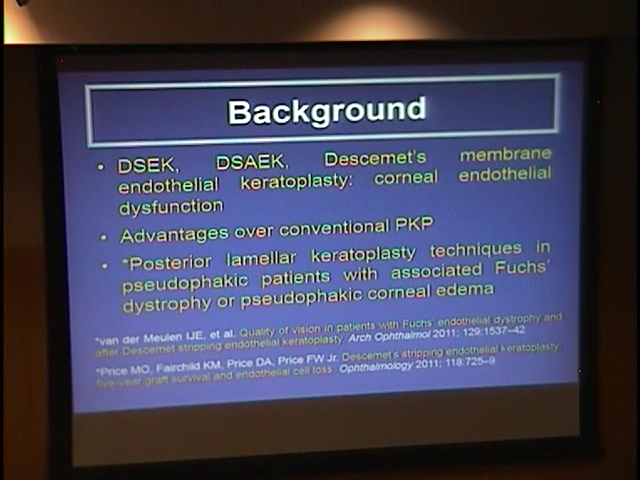 Background
• DSEK, DSAEK, Descemet's membrane
endothelial keratoplasty: corneal endothelial
dysfunction
• Advantages over conventional PKP
• *Posterior lamellar keratoplasty techniques in
pseudophakic patients with associated Fuchs'
dystrophy or pseudophakic corneal edema
*van der Meulen IJE, et al. Quality of vision in patients with Fuchs' endothelial dystrophy and
after Descemet stripping endothelial keratoplasty. Arch Ophthalmol 2011; 129:1537–42
*Price MO, Fairchild KM, Price DA, Price FW Jr. Descemet's stripping endothelial keratoplasty;
five-year graft survival and endothelial cell loss. Ophthalmology 2011; 118:725–9